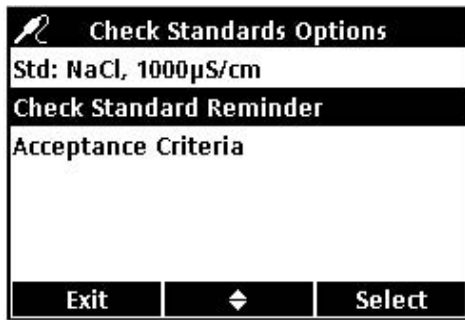 Check Standards Options
Std: NaCl, 1000µS/cm
Check Standard Reminder
Acceptance Criteria
Exit Select